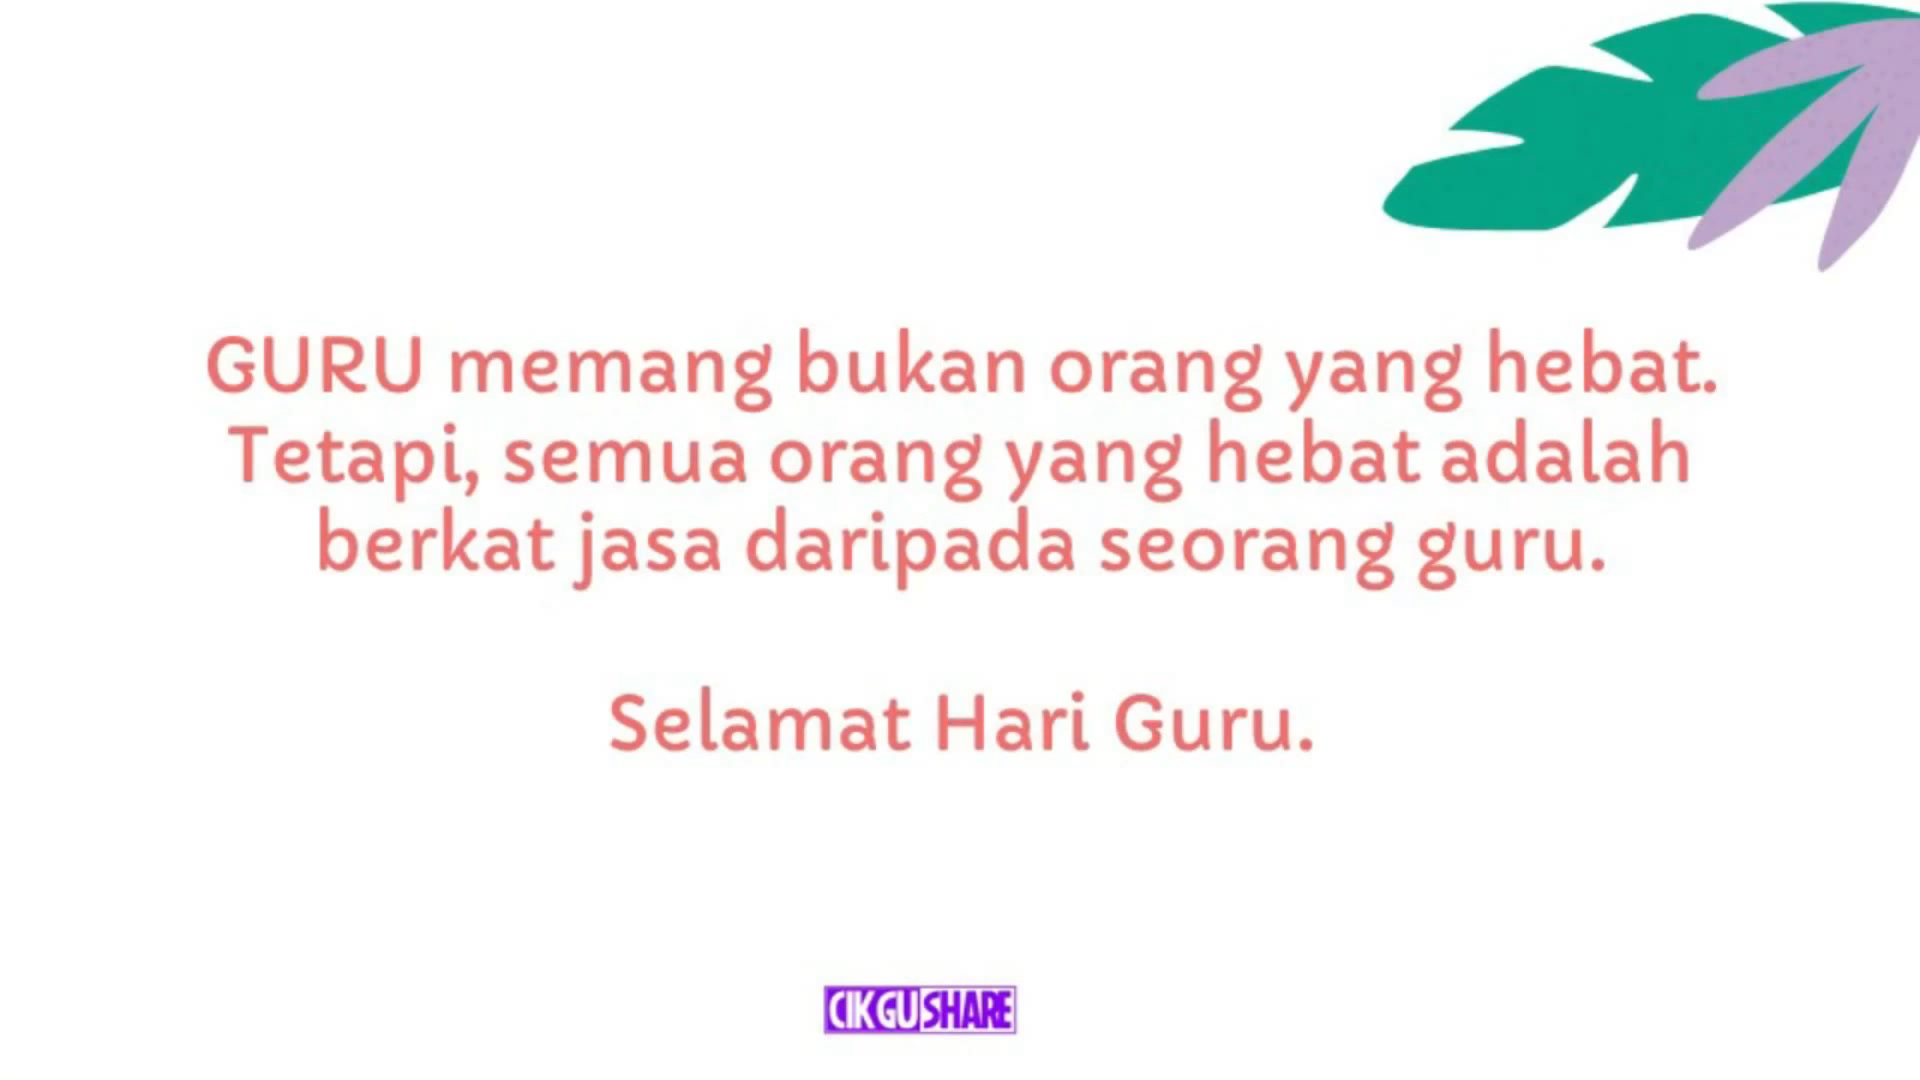 GURU memang bukan orang yang hebat.
Tetapi, semua orang yang hebat adalah
berkat jasa daripada seorang guru.
Selamat Hari Guru.
CIKGUSHARE